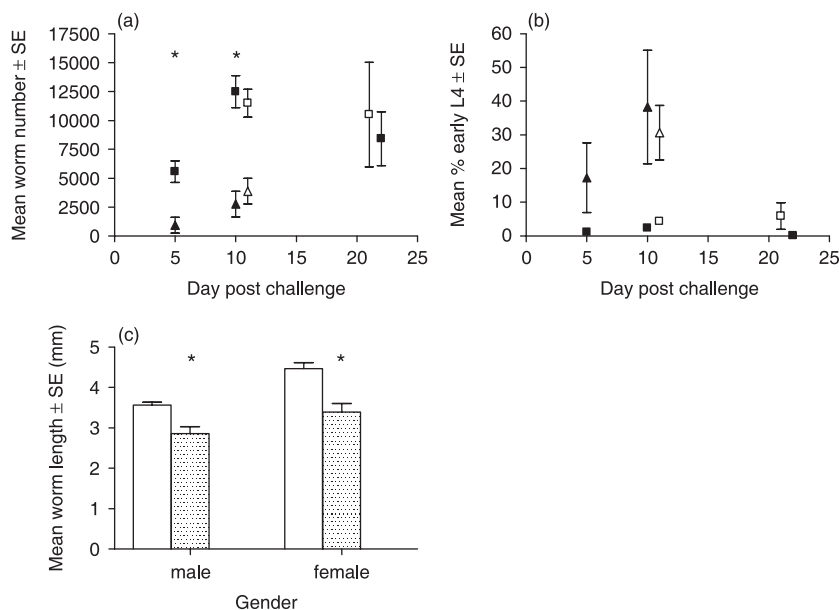 (a)
Mean worm number ± SE
17500
15000
12500
10000
7500
5000
2500
0
* *
0 5 10 15 20 25
Day post challenge
(b)
Mean % early L4 ± SE
60
50
40
30
20
10
0
0 5 10 15 20 25
Day post challenge
(c)
Mean worm length ± SE (mm)
5
4
3
2
1
0
* *
male female
Gender